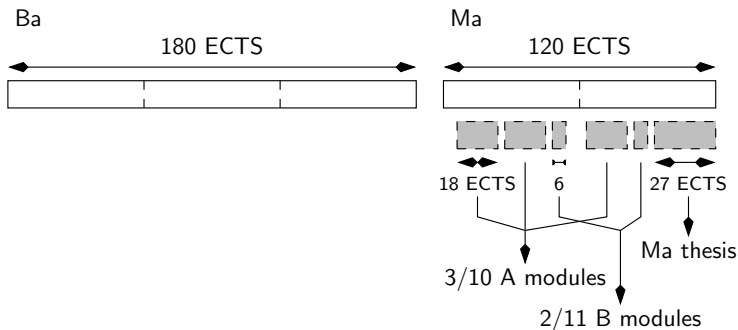 Ba
Ma
180 ECTS
120 ECTS
18 ECTS
6
27 ECTS
Ma thesis
3/10 A modules
2/11 B modules